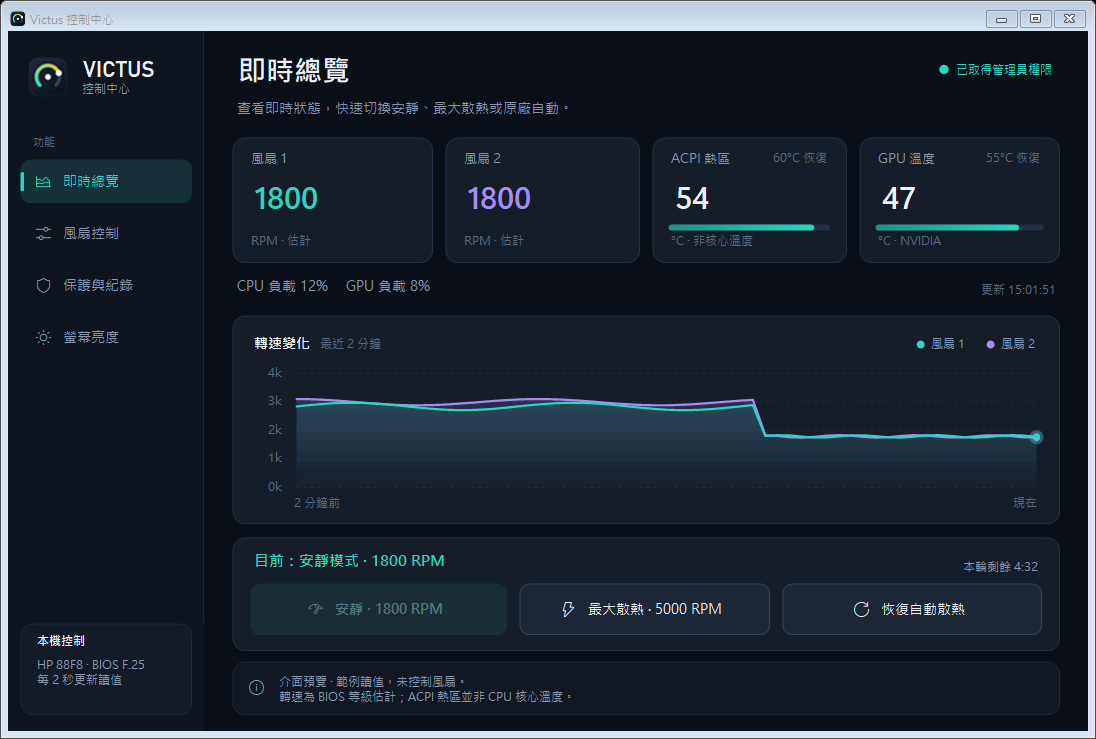 Victus 控制中心
VICTUS
控制中心
功能
即時總覽
風扇控制
保護與紀錄
螢幕亮度
本機控制
HP 88F8 · BIOS F.25
每 2 秒更新讀值
即時總覽
已取得管理員權限
查看即時狀態，快速切換安靜、最大散熱或原廠自動。
風扇 1
1800
RPM · 估計
風扇 2
1800
RPM · 估計
ACPI 熱區
60°C 恢復
54
°C · 非核心溫度
GPU 溫度
55°C 恢復
47
°C · NVIDIA
CPU 負載 12%
GPU 負載 8%
更新 15:01:51
轉速變化
最近 2 分鐘
風扇 1
風扇 2
4k
3k
2k
1k
0k
2 分鐘前
現在
目前：安靜模式 · 1800 RPM
本輪剩餘 4:32
安靜 · 1800 RPM
最大散熱 · 5000 RPM
恢復自動散熱
介面預覽 · 範例讀值，未控制風扇。
轉速為 BIOS 等級估計；ACPI 熱區並非 CPU 核心溫度。